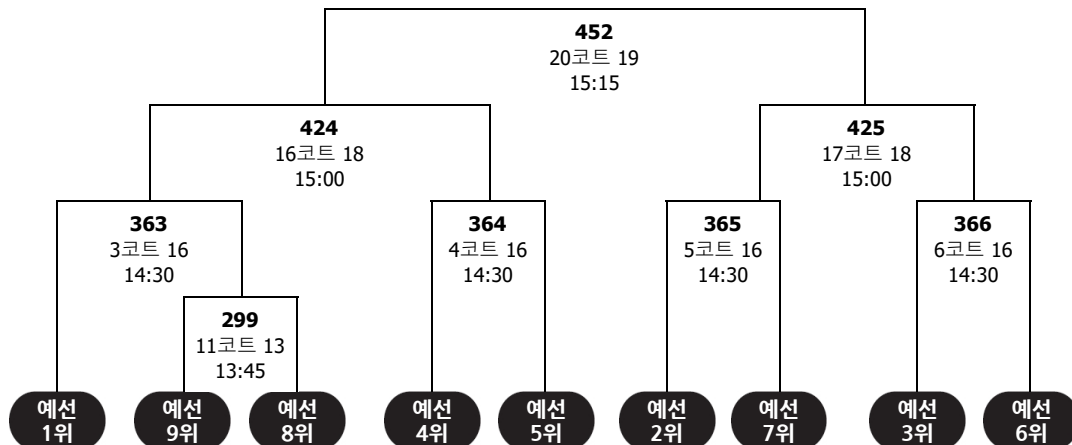 452
20코트 19
15:15
424
16코트 18
15:00
425
17코트 18
15:00
363
3코트 16
14:30
364
4코트 16
14:30
365
5코트 16
14:30
366
6코트 16
14:30
299
11코트 13
13:45
예선
1위
예선
9위
예선
8위
예선
4위
예선
5위
예선
2위
예선
7위
예선
3위
예선
6위